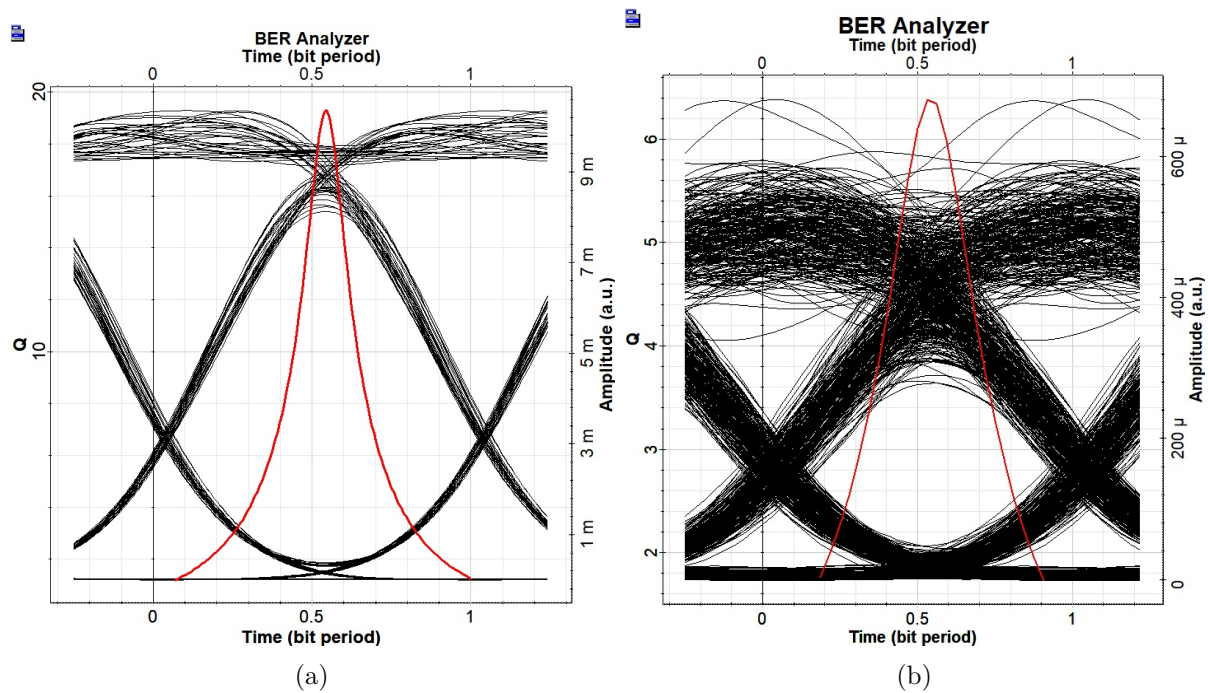 BER Analyzer
Time (bit period)
0 0.5 1
20
10
Q
9 m
7 m
5 m
3 m
1 m
Amplitude (a.u.)
0 0.5 1
Time (bit period)
(a)
BER Analyzer
Time (bit period)
0 0.5 1
6
5
4
3
2
Q
600 µ
400 µ
200 µ
0
Amplitude (a.u.)
0 0.5 1
Time (bit period)
(b)